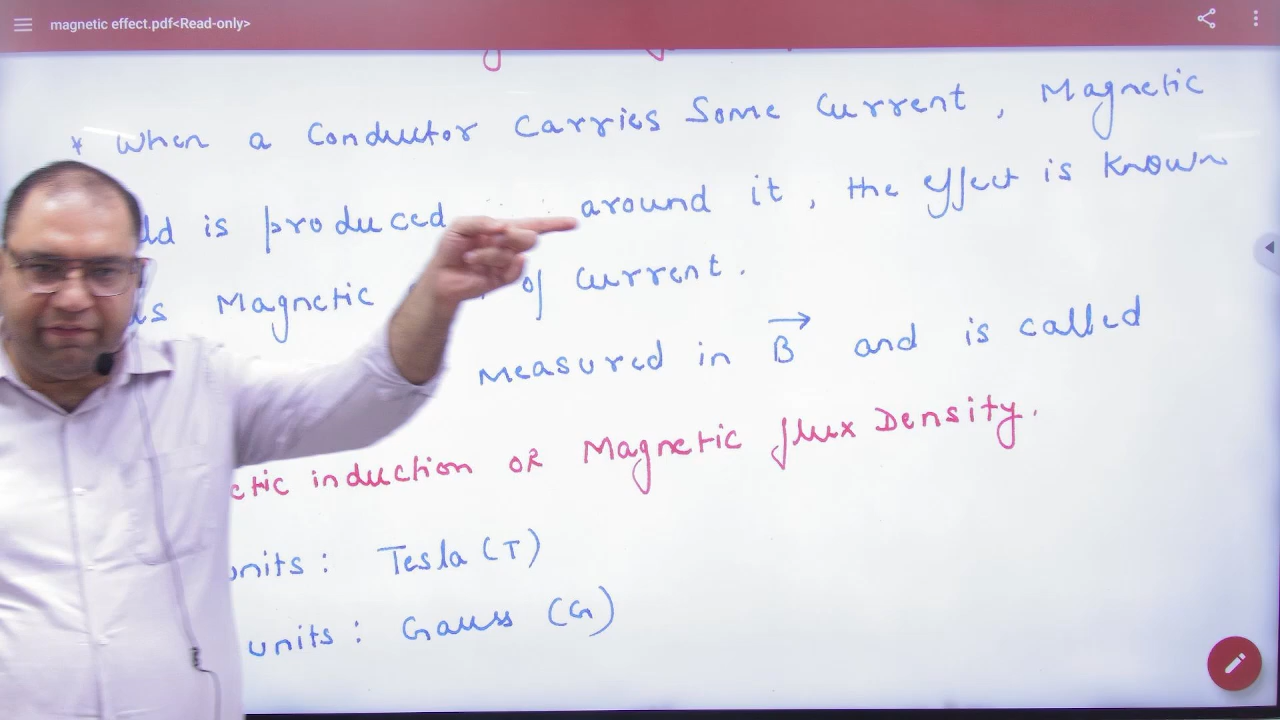 magnetic effect.pdf<Read-only>
* When a Conductor Carries Some Current, Magnetic
is produced around it, the effect is known
Magnetic of Current.
Measured in B and is called
induction OR Magnetic flux Density.
units: Tesla (T)
units: Gauss (G)